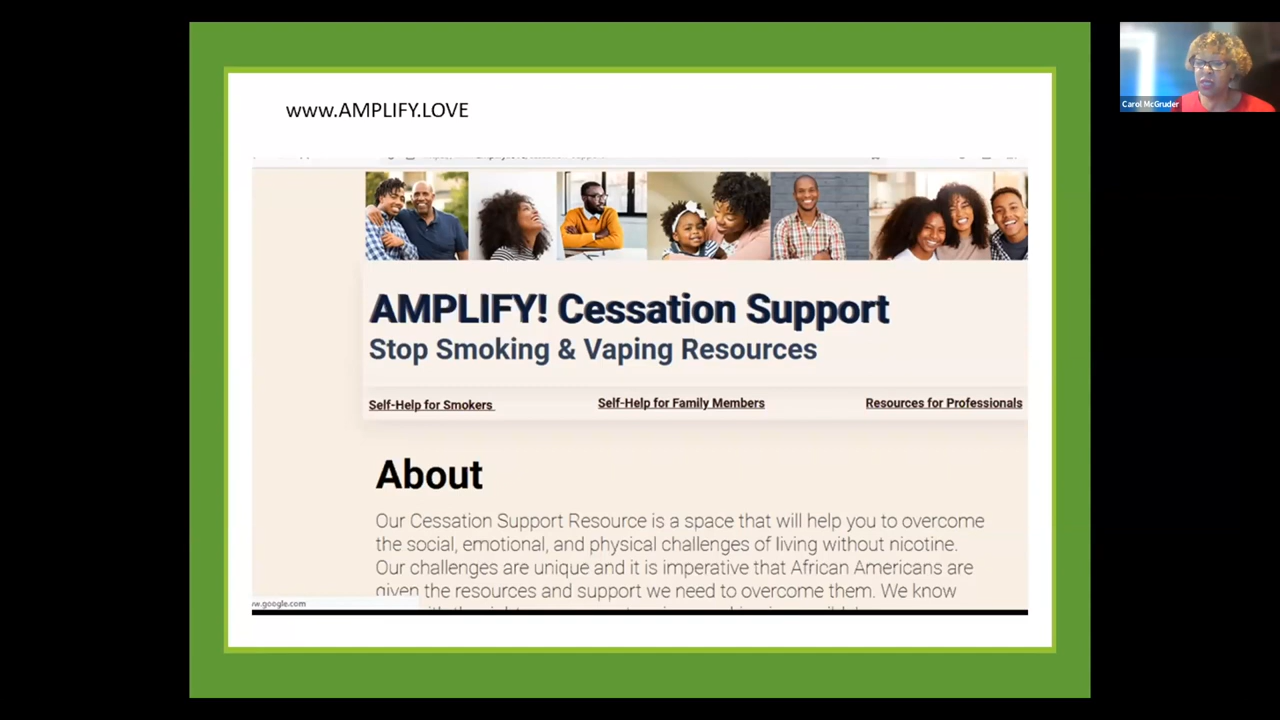 www.AMPLIFY.LOVE
Carol McGruder
AMPLIFY! Cessation Support
Stop Smoking & Vaping Resources
Self-Help for Smokers
Self-Help for Family Members
Resources for Professionals
About
Our Cessation Support Resource is a space that will help you to overcome
the social, emotional, and physical challenges of living without nicotine.
Our challenges are unique and it is imperative that African Americans are
given the resources and support we need to overcome them. We know
w.google.com